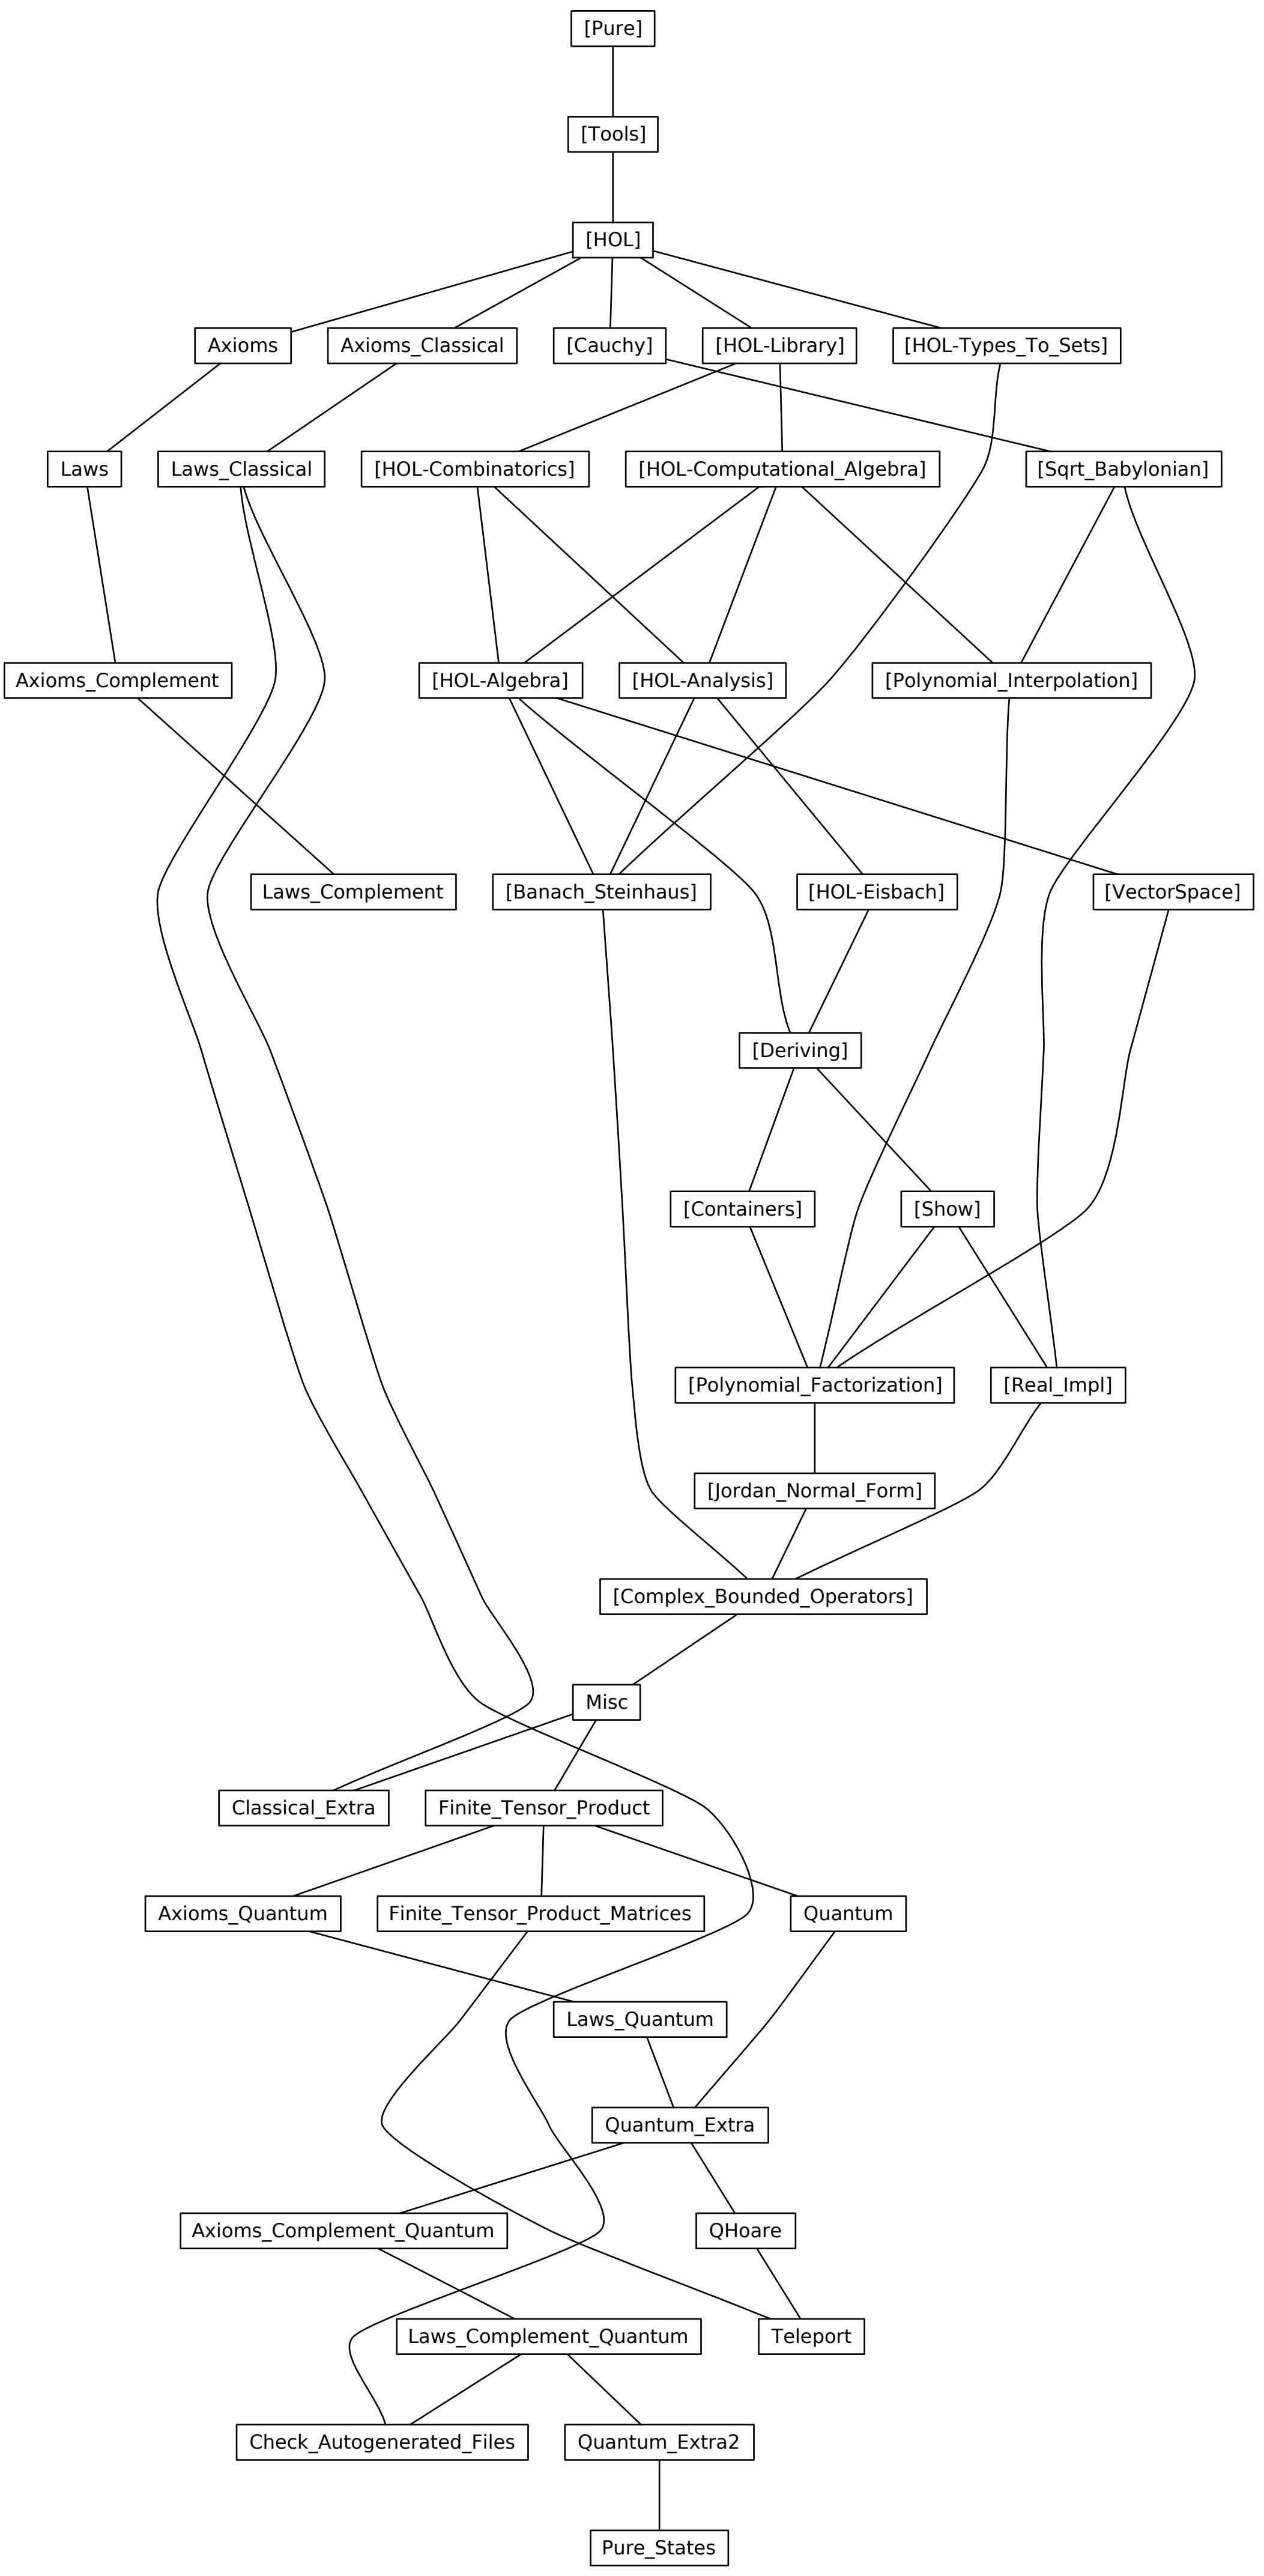 [Pure]
[Tools]
[HOL]
Axioms
Axioms_Classical
[Cauchy]
[HOL-Library]
[HOL-Types_To_Sets]
Laws
Laws_Classical
[HOL-Combinatorics]
[HOL-Computational_Algebra]
[Sqrt_Babylonian]
Axioms_Complement
[HOL-Algebra]
[HOL-Analysis]
[Polynomial_Interpolation]
Laws_Complement
[Banach_Steinhaus]
[HOL-Eisbach]
[VectorSpace]
[Deriving]
[Containers]
[Show]
[Polynomial_Factorization]
[Real_Impl]
[Jordan_Normal_Form]
[Complex_Bounded_Operators]
Misc
Classical_Extra
Finite_Tensor_Product
Axioms_Quantum
Finite_Tensor_Product_Matrices
Quantum
Laws_Quantum
Quantum_Extra
Axioms_Complement_Quantum
QHoare
Laws_Complement_Quantum
Teleport
Check_Autogenerated_Files
Quantum_Extra2
Pure_States